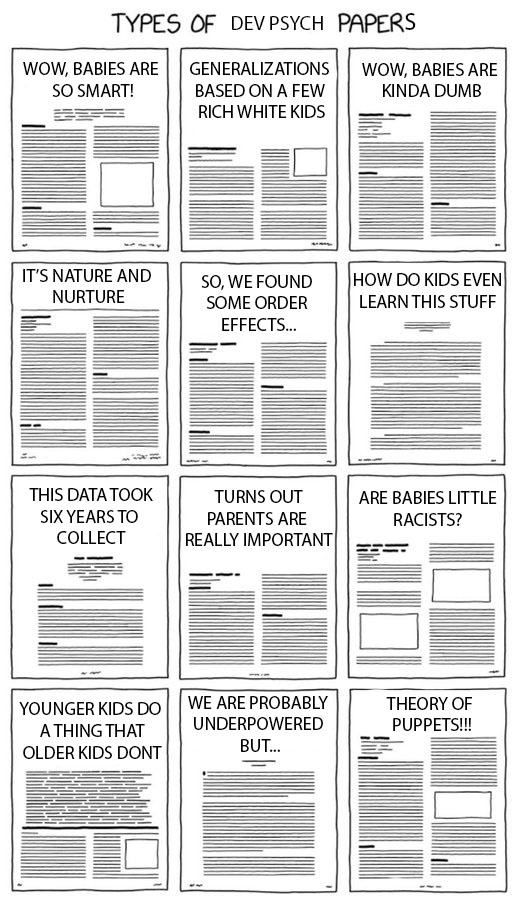 TYPES OF DEV PSYCH PAPERS
WOW, BABIES ARE
SO SMART!
GENERALIZATIONS
BASED ON A FEW
RICH WHITE KIDS
WOW, BABIES ARE
KINDA DUMB
IT'S NATURE AND
NURTURE
SO, WE FOUND
SOME ORDER
EFFECTS...
HOW DO KIDS EVEN
LEARN THIS STUFF
THIS DATA TOOK
SIX YEARS TO
COLLECT
TURNS OUT
PARENTS ARE
REALLY IMPORTANT
ARE BABIES LITTLE
RACISTS?
YOUNGER KIDS DO
A THING THAT
OLDER KIDS DONT
WE ARE PROBABLY
UNDERPOWERED
BUT...
THEORY OF
PUPPETS!!!